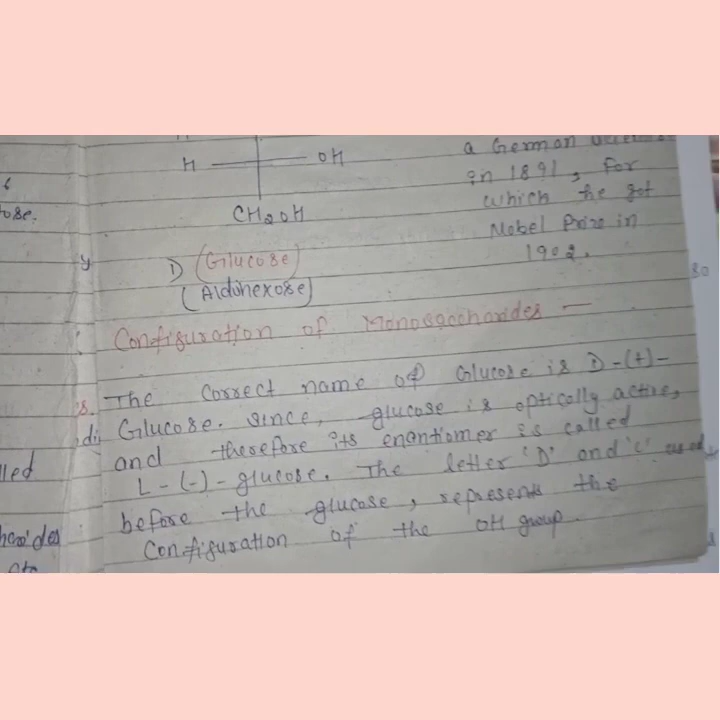 a German
H OH
in 1891, for
which he got
CH2OH
Nobel Prize in
1902.
D (Glucose)
(Aldohexose)
Configuration of Monosaccharides —
The correct name of Glucose is D-(+)-
Glucose. Since, glucose is optically active,
and therefore its enantiomer is called
L-(-)-glucose. The letter 'D' and 'L' used
before the glucose, represents the
Configuration of the OH group.